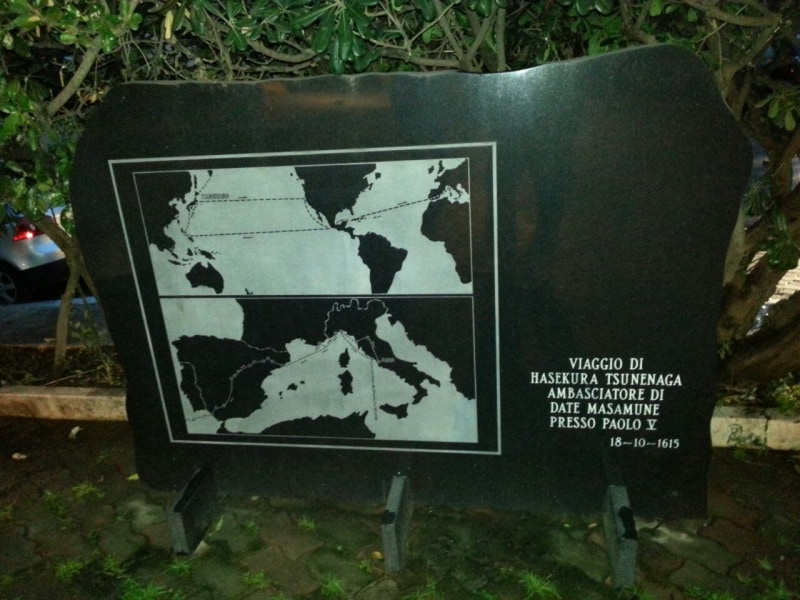 VIAGGIO DI
HASEKURA TSUNENAGA
AMBASCIATORE DI
DATE MASAMUNE
PRESSO PAOLO V
18-10-1615